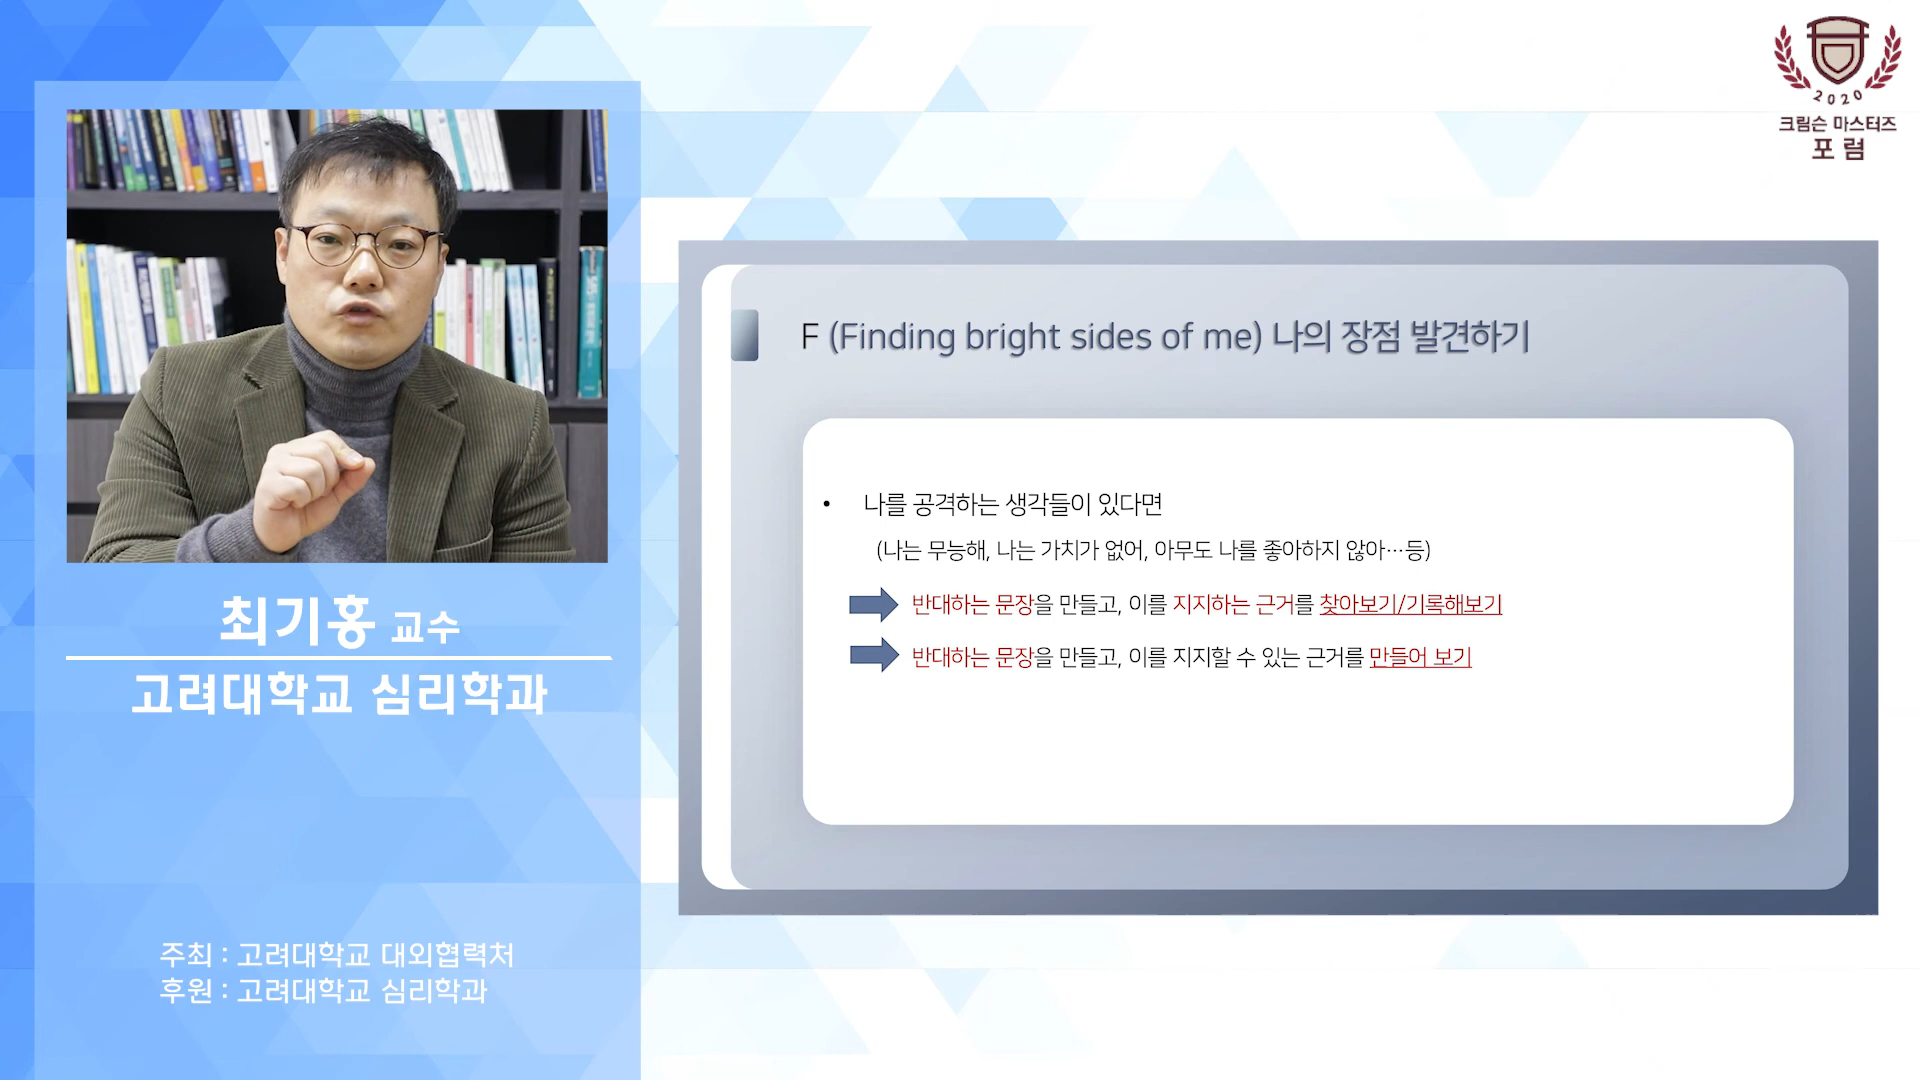 2020
크림슨 마스터즈
포럼
최기홍 교수
고려대학교 심리학과
주최 : 고려대학교 대외협력처
후원 : 고려대학교 심리학과
F (Finding bright sides of me) 나의 장점 발견하기
• 나를 공격하는 생각들이 있다면
(나는 무능해, 나는 가치가 없어, 아무도 나를 좋아하지 않아…등)
반대하는 문장을 만들고, 이를 지지하는 근거를 찾아보기/기록해보기
반대하는 문장을 만들고, 이를 지지할 수 있는 근거를 만들어 보기